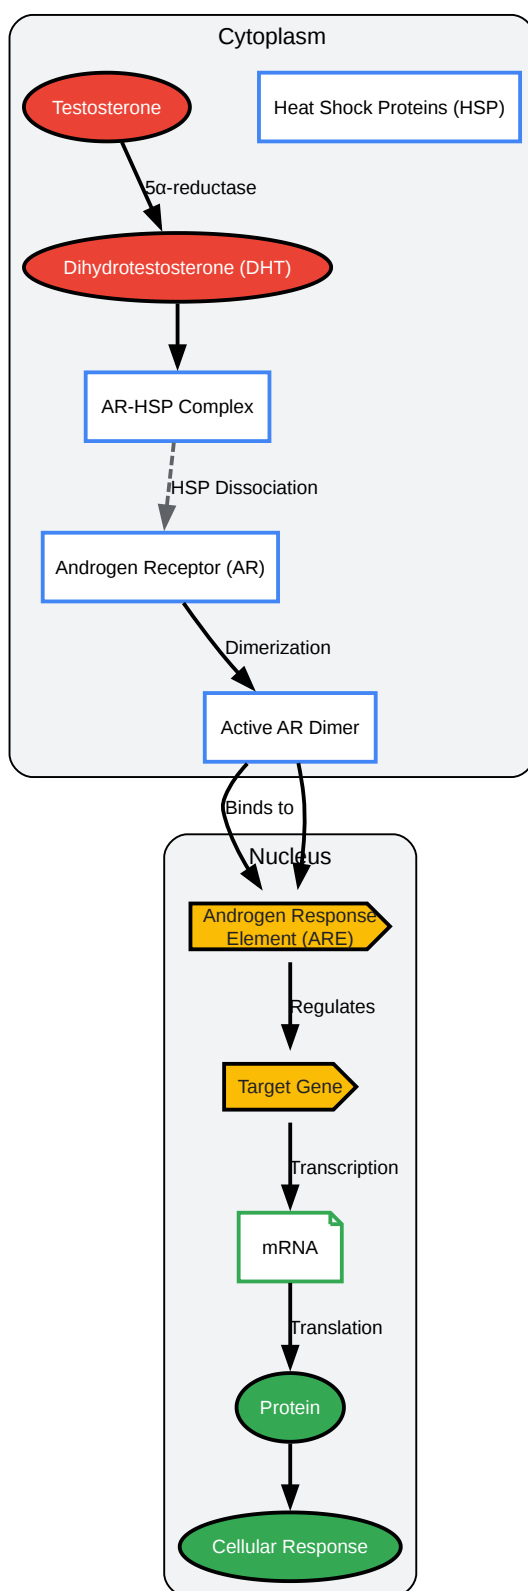 Cytoplasm
Testosterone
Heat Shock Proteins (HSP)
5α-reductase
Dihydrotestosterone (DHT)
AR-HSP Complex
HSP Dissociation
Androgen Receptor (AR)
Dimerization
Active AR Dimer
Binds to
Nucleus
Androgen Response
Element (ARE)
Regulates
Target Gene
Transcription
mRNA
Translation
Protein
Cellular Response